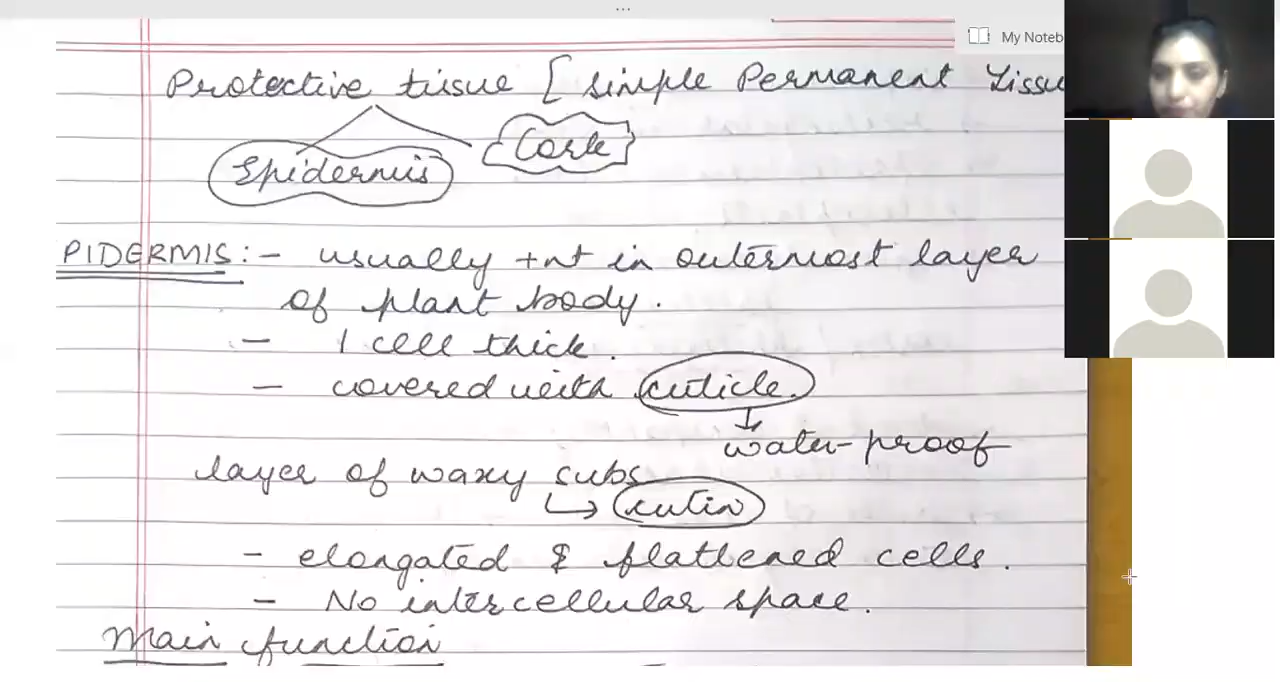 ...
My Noteb
Protective tissue [simple Permanent Tissu
Epidermis Cork
PIDERMIS :- usually +nt in outermost layer
of plant body.
- 1 cell thick.
- covered with cuticle.
water-proof
layer of waxy subs
cutin
- elongated & flattened cells.
- No intercellular space.
Main function